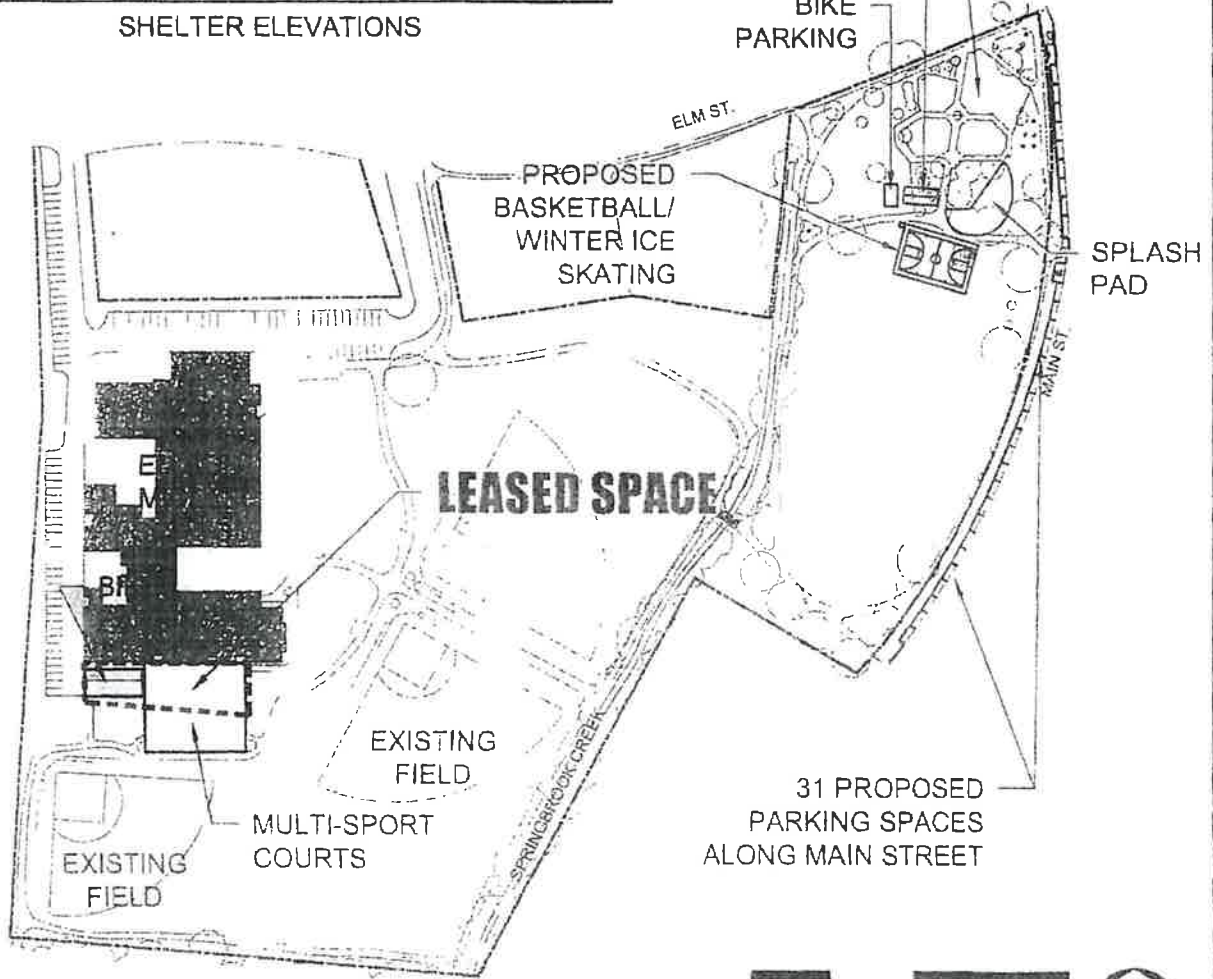 SHELTER ELEVATIONS
BIKE
PARKING
ELM ST.
PROPOSED
BASKETBALL/
WINTER ICE
SKATING
SPLASH
PAD
MAIN ST.
LEASED SPACE
EXISTING
FIELD
SPRINGBROOK CREEK
31 PROPOSED
PARKING SPACES
ALONG MAIN STREET
MULTI-SPORT
COURTS
EXISTING
FIELD